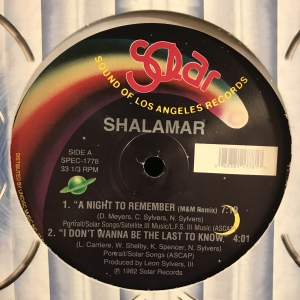 Solar
SOUND OF LOS ANGELES RECORDS
SHALAMAR
SIDE A
SPEC-1778
33 1/3 RPM
1. "A NIGHT TO REMEMBER (M&M Remix)
(D. Meyers, C. Sylvers, N. Sylvers)
Portrait/Solar Songs/Satellite III Music/L.F.S. III Music (ASCAP)
2. "I DON'T WANNA BE THE LAST TO KNOW 4:01
(L. Carriere, W. Shelby, K. Spencer, N. Sylvers)
Portrait/Solar Songs (ASCAP)
Produced by Leon Sylvers, III
℗ 1982 Solar Records